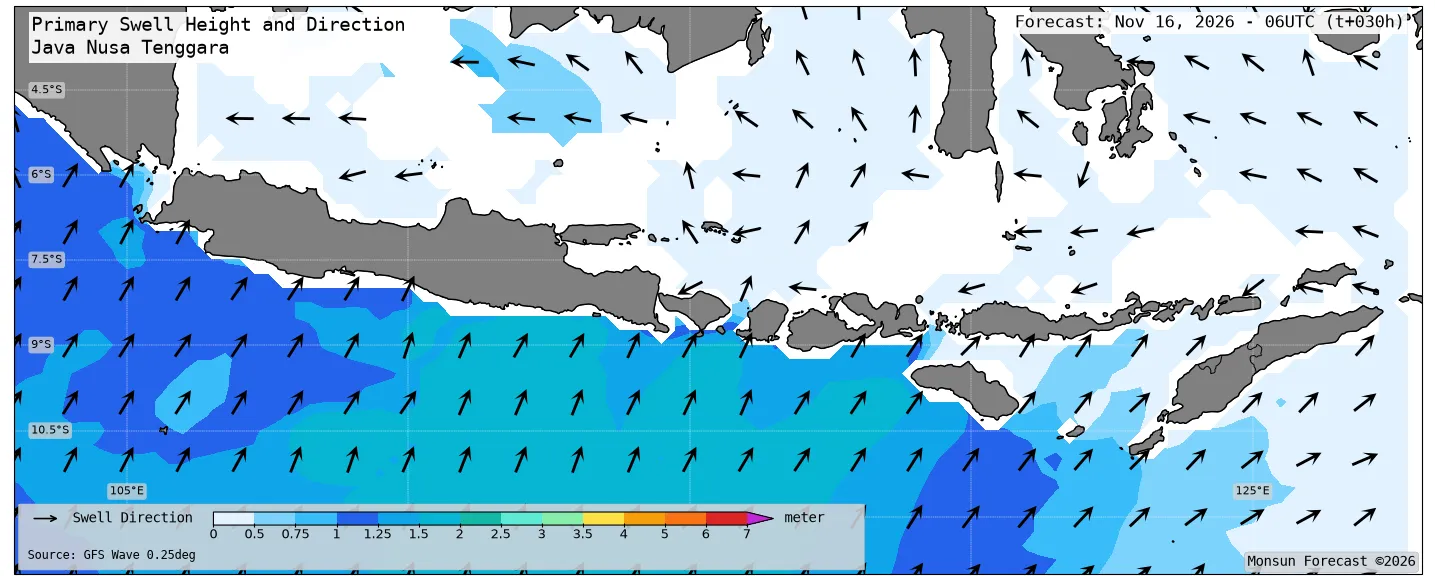 Primary Swell Height and Direction
Java Nusa Tenggara
Forecast: Nov 16, 2026 - 06UTC (t+030h)
4.5°S
6°S
7.5°S
9°S
10.5°S
105°E
125°E
Swell Direction
0 0.5 0.75 1 1.25 1.5 2 2.5 3 3.5 4 5 6 7
meter
Source: GFS Wave 0.25deg
Monsun Forecast ©2026